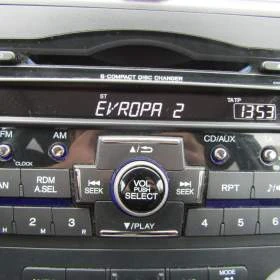 6-COMPACT DISC CHANGER
ST TA TP
EVROPA 2 13:53
FM AM CD/AUX
CLOCK
RDM A.SEL
SEEK
VOL
PUSH
SELECT
SEEK
RPT
▼/PLAY
H 2 M 3 R 4 5 6
MODE